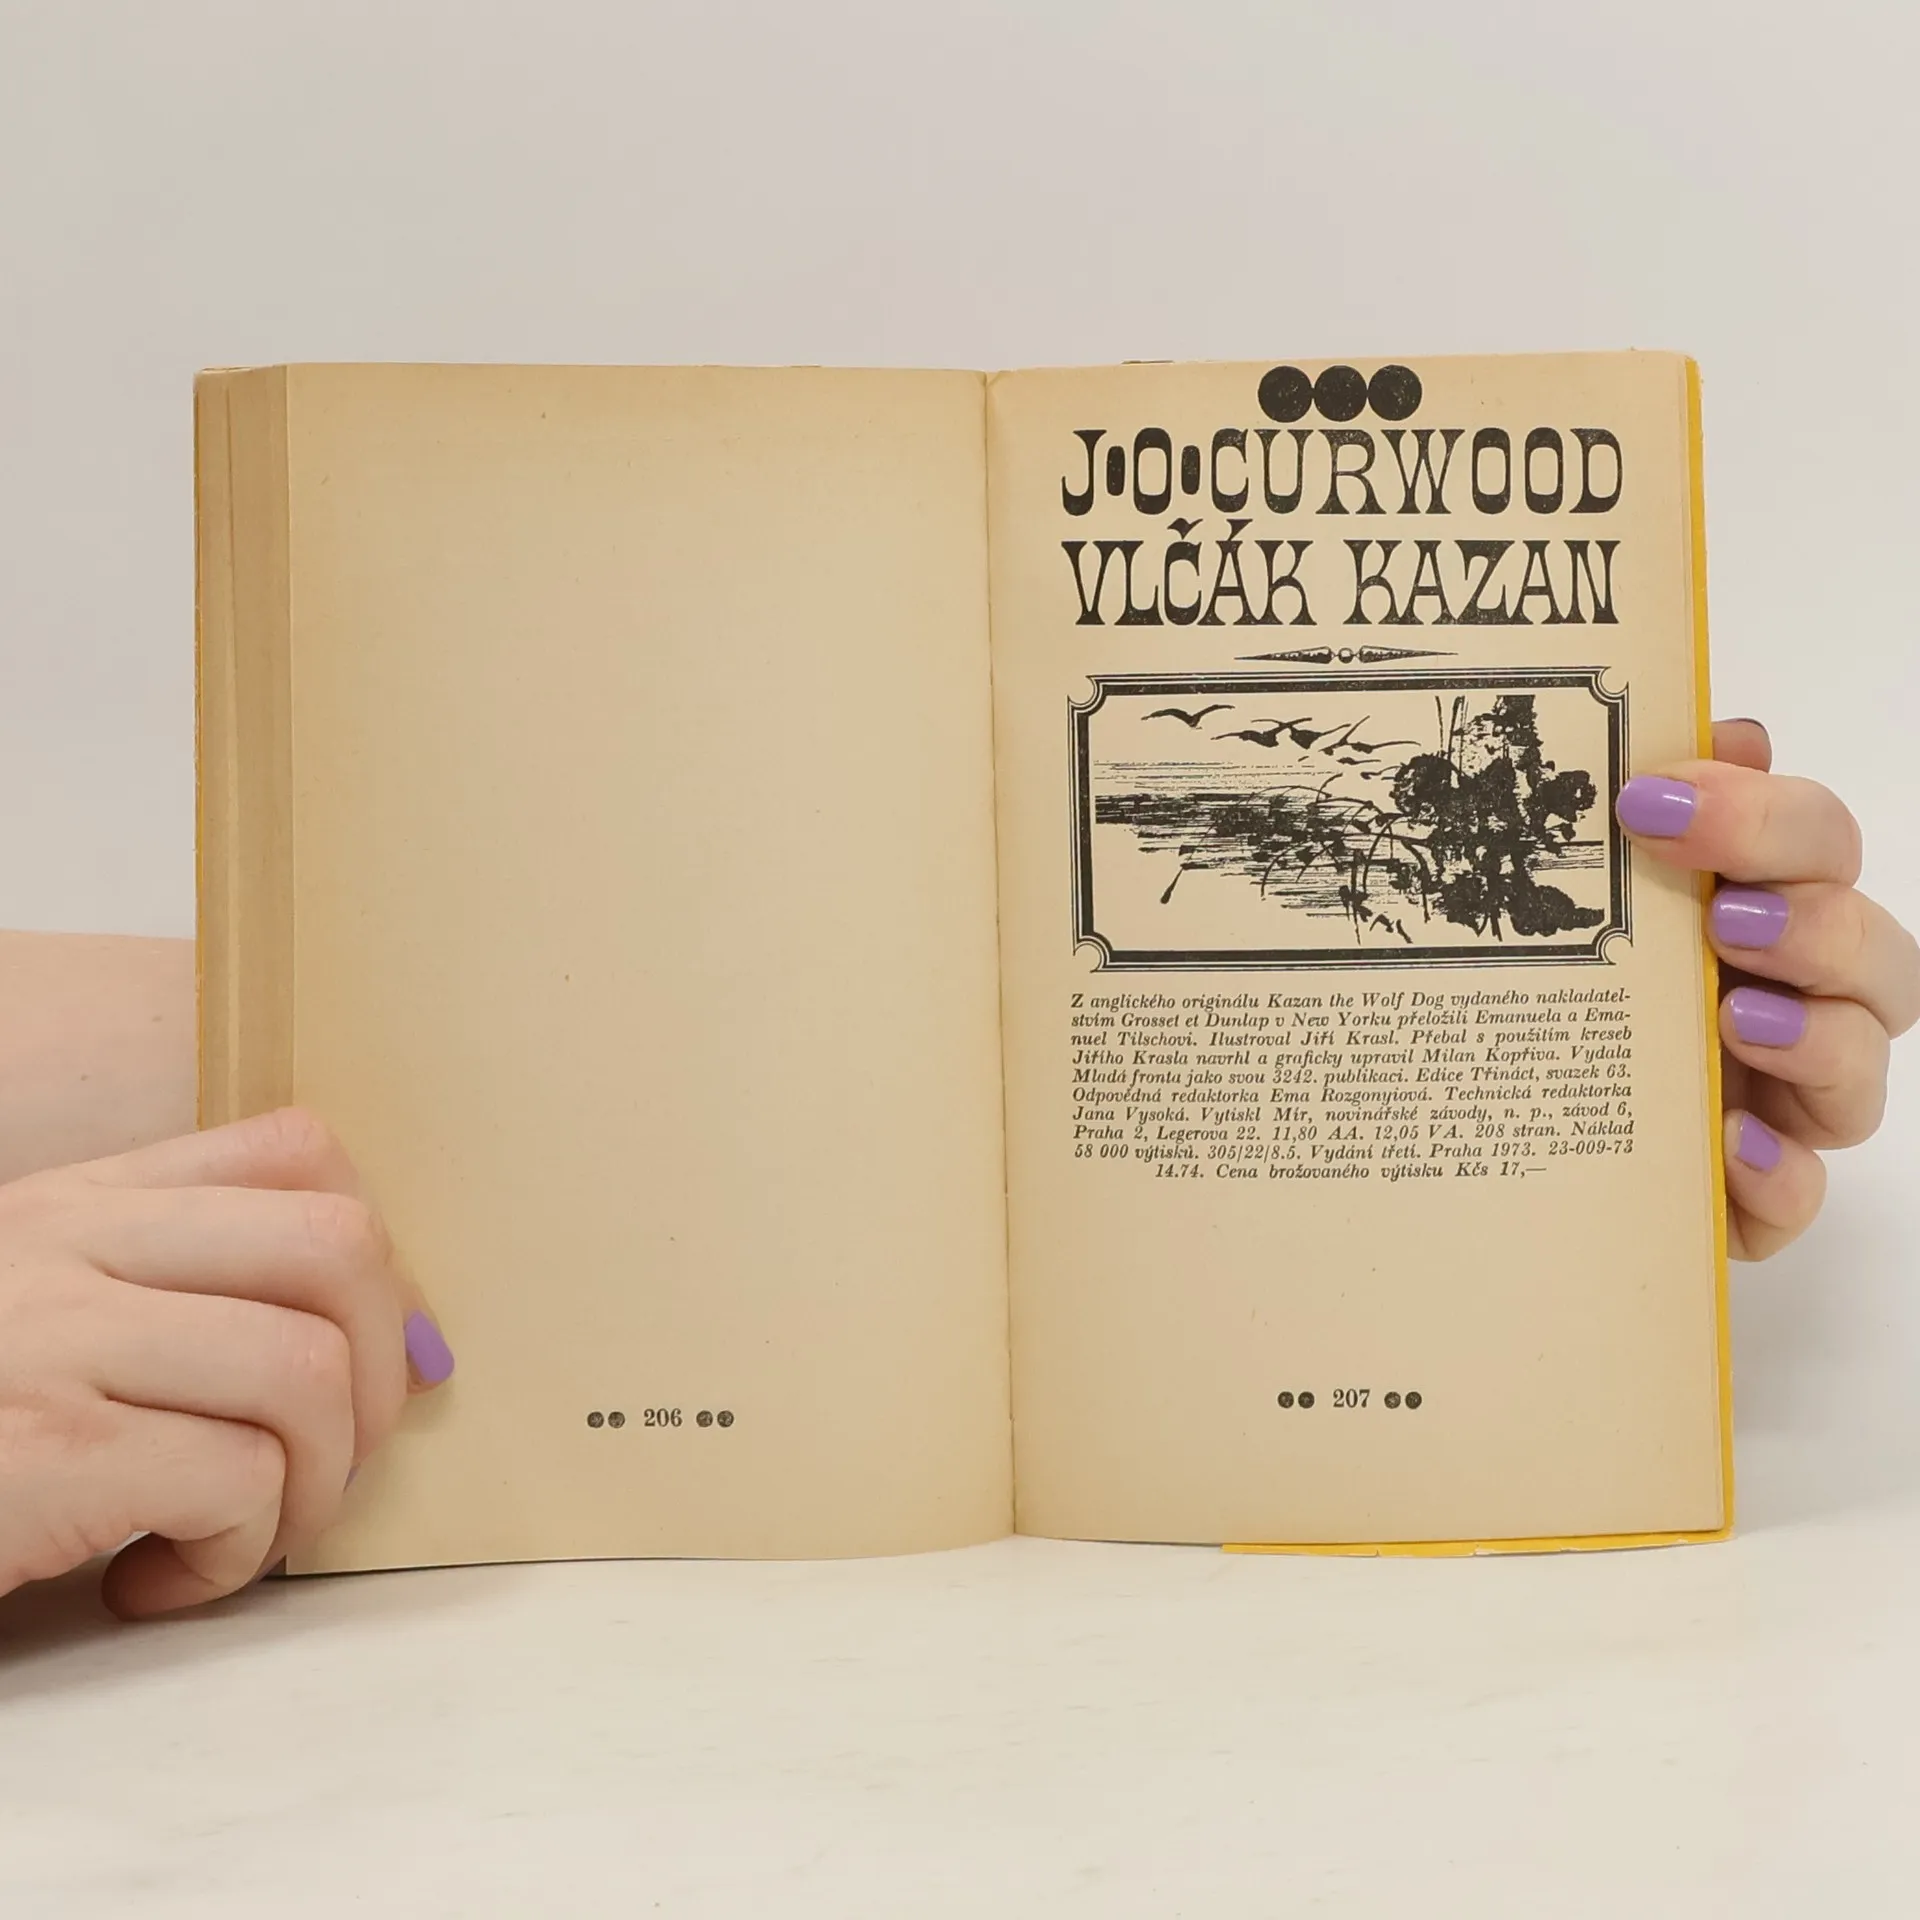 206
J·O·CURWOOD
VLČÁK KAZAN
Z anglického originálu Kazan the Wolf Dog vydaného nakladatel-
stvím Grosset et Dunlap v New Yorku přeložili Emanuela a Ema-
nuel Tilschovi. Ilustroval Jiří Krasl. Přebal s použitím kreseb
Jiřího Krasla navrhl a graficky upravil Milan Kopřiva. Vydala
Mladá fronta jako svou 3242. publikaci. Edice Třináct, svazek 63.
Odpovědná redaktorka Ema Rozgonyiová. Technická redaktorka
Jana Vysoká. Vytiskl Mír, novinářské závody, n. p., závod 6,
Praha 2, Legerova 22. 11,80 AA. 12,05 VA. 208 stran. Náklad
58 000 výtisků. 305/22/8.5. Vydání třetí. Praha 1973. 23-009-73
14.74. Cena brožovaného výtisku Kčs 17,—
207